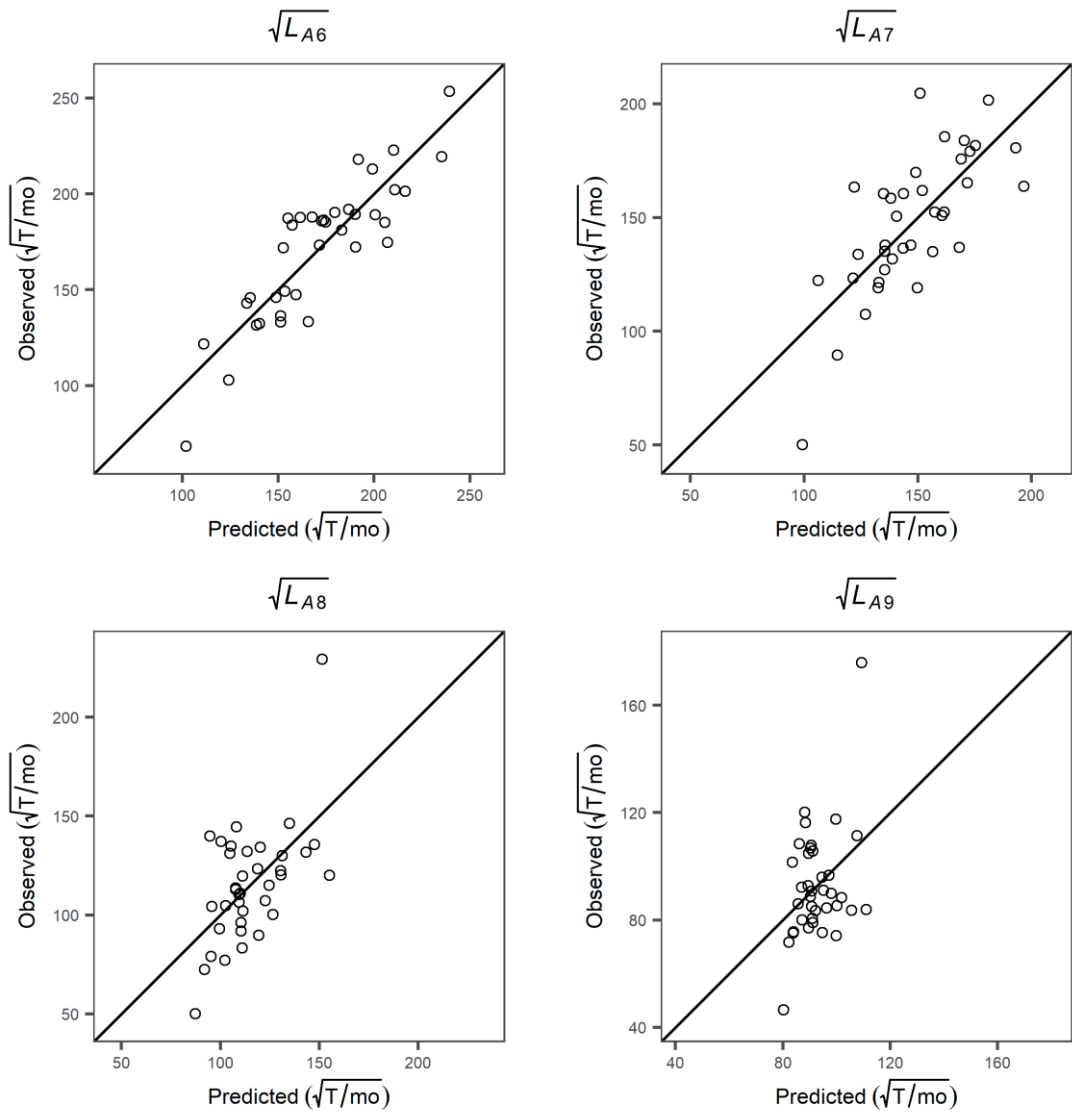 √L_A6
250
200
150
100
Observed (√T/mo)
100 150 200 250
Predicted (√T/mo)
√L_A7
200
150
100
50
Observed (√T/mo)
50 100 150 200
Predicted (√T/mo)
√L_A8
200
150
100
50
Observed (√T/mo)
50 100 150 200
Predicted (√T/mo)
√L_A9
160
120
80
40
Observed (√T/mo)
40 80 120 160
Predicted (√T/mo)